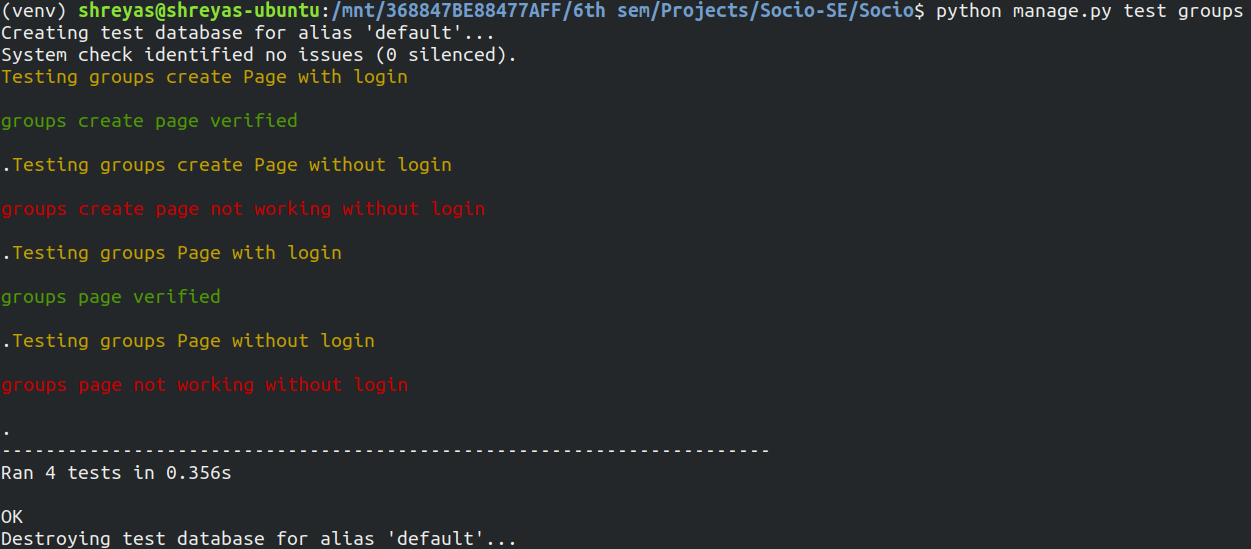 (venv) shreyas@shreyas-ubuntu:/mnt/368847BE88477AFF/6th sem/Projects/Socio-SE/Socio$ python manage.py test groups
Creating test database for alias 'default'...
System check identified no issues (0 silenced).
Testing groups create Page with login
groups create page verified
.Testing groups create Page without login
groups create page not working without login
.Testing groups Page with login
groups page verified
.Testing groups Page without login
groups page not working without login
.
----------------------------------------------------------------------
Ran 4 tests in 0.356s
OK
Destroying test database for alias 'default'...